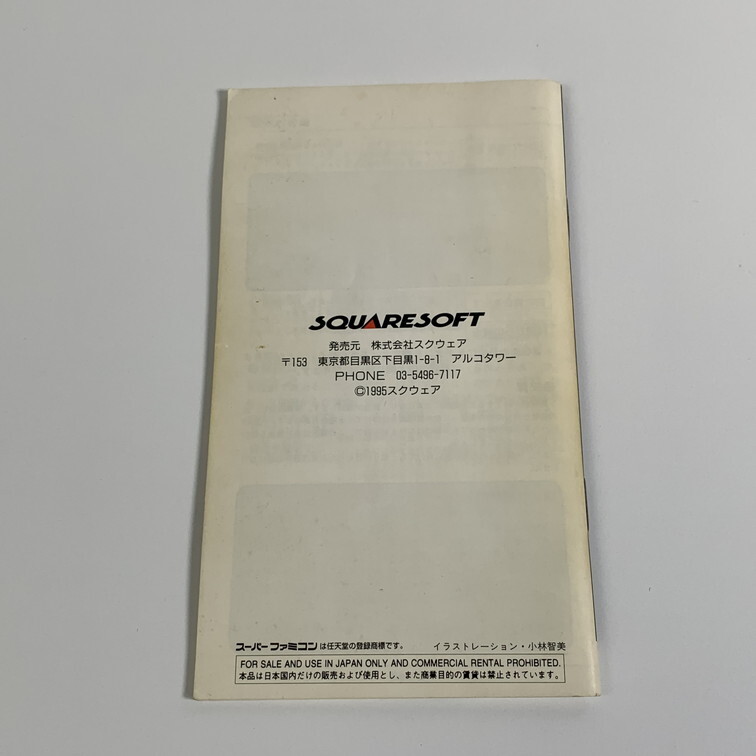 SQUARESOFT
発売元 株式会社スクウェア
〒153 東京都目黒区下目黒1-8-1 アルコタワー
PHONE 03-5496-7117
©1995スクウェア
スーパーファミコンは任天堂の登録商標です。
イラストレーション・小林智美
FOR SALE AND USE IN JAPAN ONLY AND COMMERCIAL RENTAL PROHIBITED.
本品は日本国内だけの販売および使用とし、また商業目的の賃貸は禁止されています。